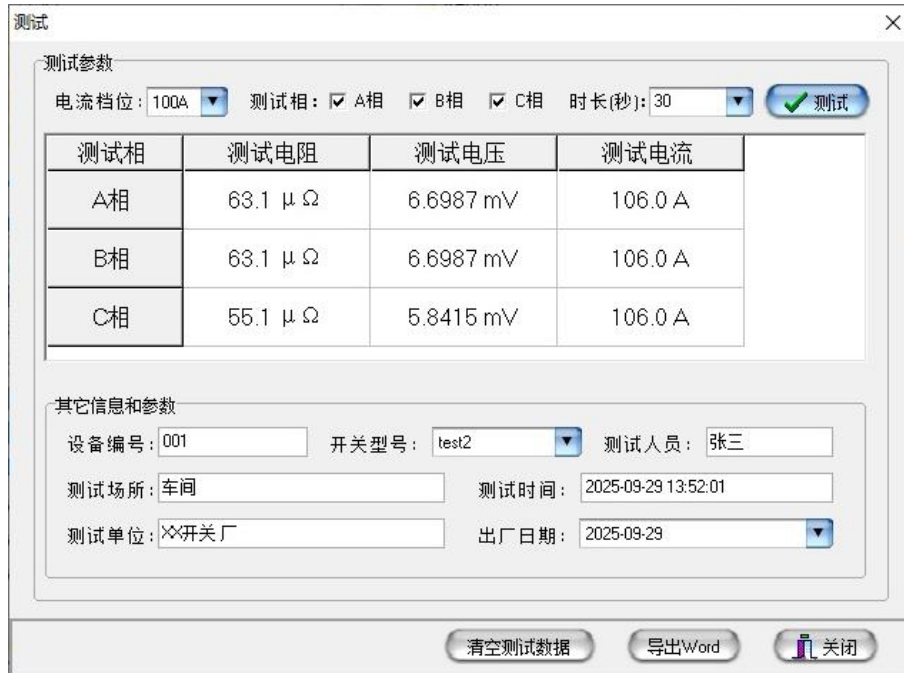 测试
测试参数
电流档位: 100A 测试相: A相 B相 C相 时长(秒): 30 测试
测试相 测试电阻 测试电压 测试电流
A相 63.1 μΩ 6.6987 mV 106.0 A
B相 63.1 μΩ 6.6987 mV 106.0 A
C相 55.1 μΩ 5.8415 mV 106.0 A
其它信息和参数
设备编号: 001 开关型号: test2 测试人员: 张三
测试场所: 车间 测试时间: 2025-09-29 13:52:01
测试单位: XX开关厂 出厂日期: 2025-09-29
清空测试数据 导出Word 关闭